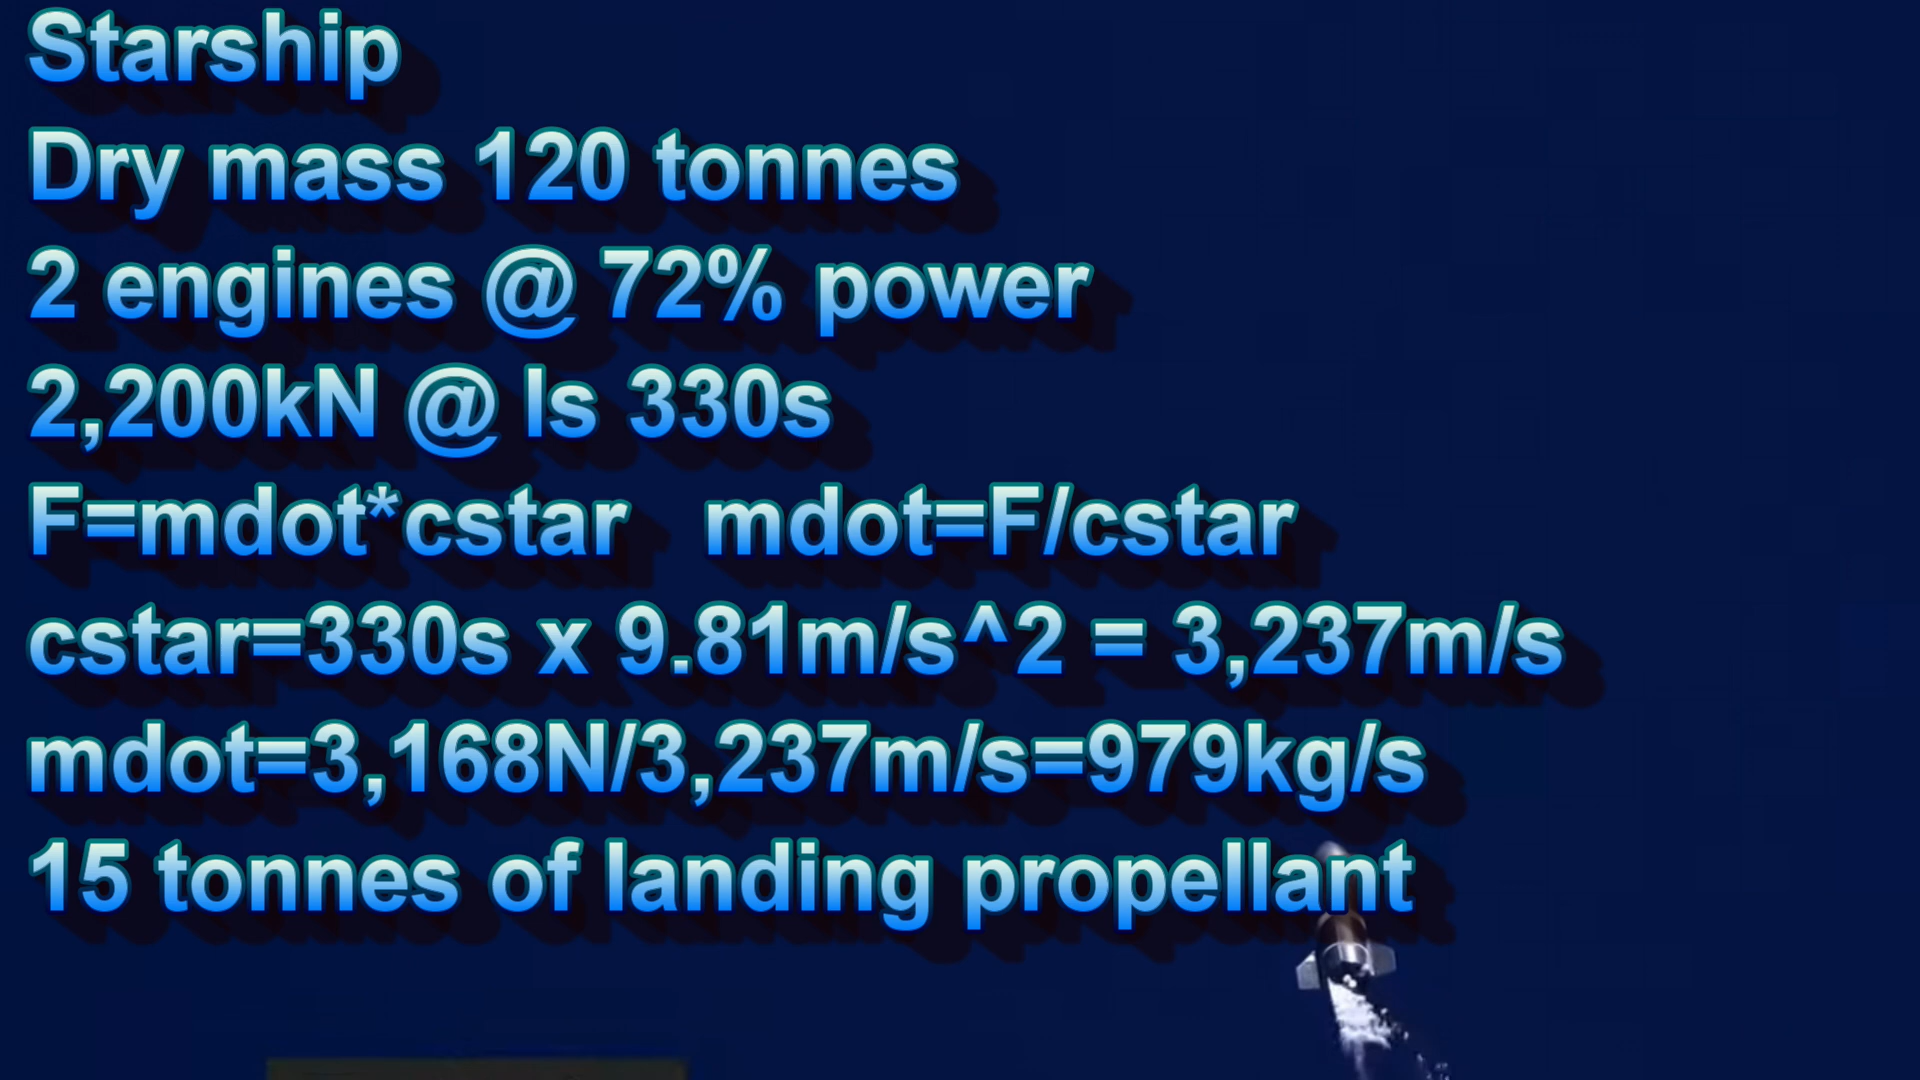 Starship
Dry mass 120 tonnes
2 engines @ 72% power
2,200kN @ Is 330s
F=mdot*cstar   mdot=F/cstar
cstar=330s x 9.81m/s^2 = 3,237m/s
mdot=3,168N/3,237m/s=979kg/s
15 tonnes of landing propellant